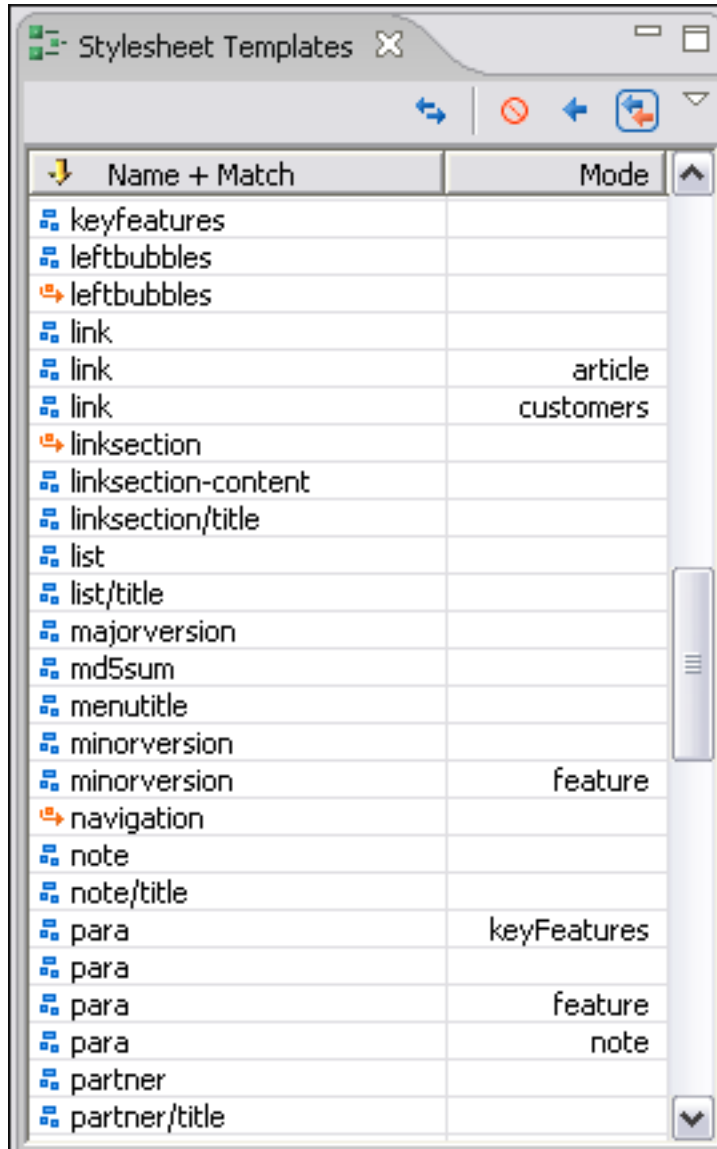 Stylesheet Templates
Name + Match Mode
keyfeatures
leftbubbles
leftbubbles
link
link article
link customers
linksection
linksection-content
linksection/title
list
list/title
majorversion
md5sum
menutitle
minorversion
minorversion feature
navigation
note
note/title
para keyFeatures
para
para feature
para note
partner
partner/title